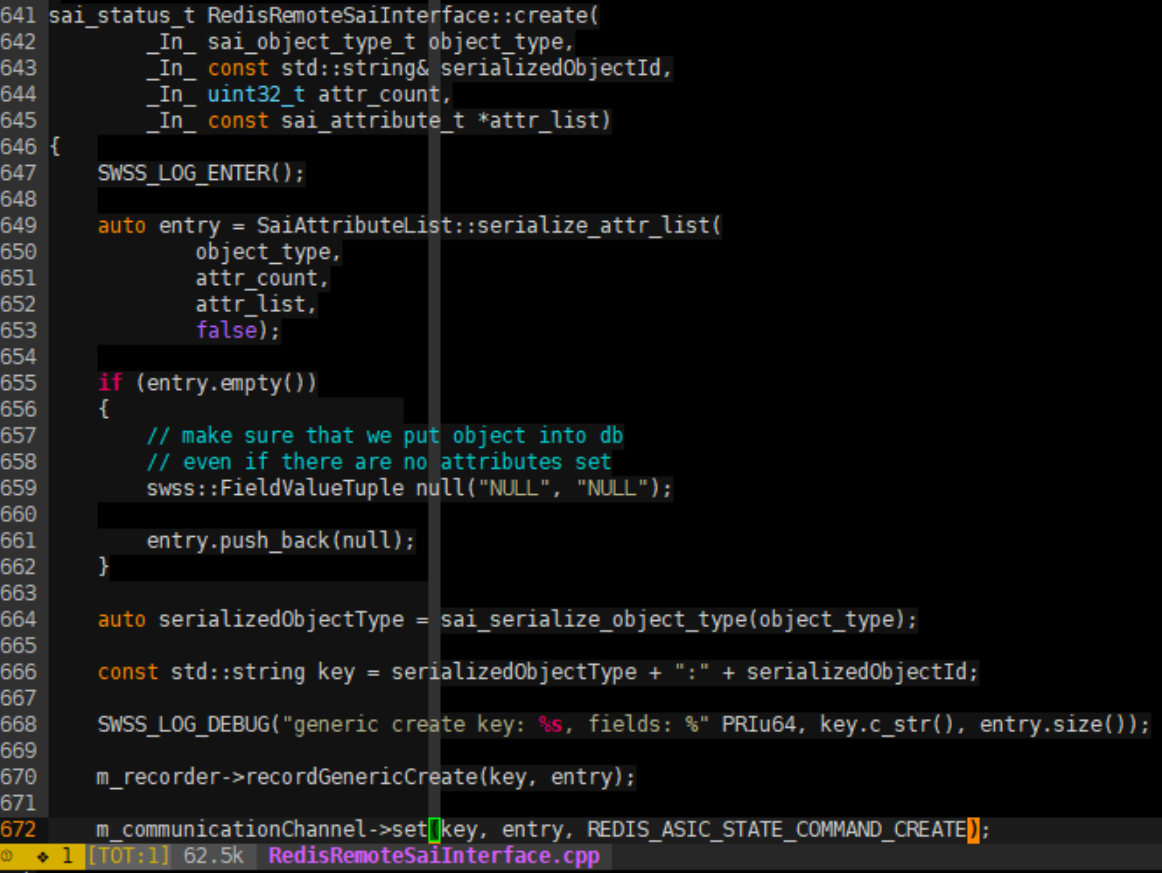 641 sai_status_t RedisRemoteSaiInterface::create(
642         _In_ sai_object_type_t object_type,
643         _In_ const std::string& serializedObjectId,
644         _In_ uint32_t attr_count,
645         _In_ const sai_attribute_t *attr_list)
646 {
647     SWSS_LOG_ENTER();
648
649     auto entry = SaiAttributeList::serialize_attr_list(
650             object_type,
651             attr_count,
652             attr_list,
653             false);
654
655     if (entry.empty())
656     {
657         // make sure that we put object into db
658         // even if there are no attributes set
659         swss::FieldValueTuple null("NULL", "NULL");
660
661         entry.push_back(null);
662     }
663
664     auto serializedObjectType = sai_serialize_object_type(object_type);
665
666     const std::string key = serializedObjectType + ":" + serializedObjectId;
667
668     SWSS_LOG_DEBUG("generic create key: %s, fields: %" PRIu64, key.c_str(), entry.size());
669
670     m_recorder->recordGenericCreate(key, entry);
671
672     m_communicationChannel->set(key, entry, REDIS_ASIC_STATE_COMMAND_CREATE);
1 [TOT:1] 62.5k RedisRemoteSaiInterface.cpp